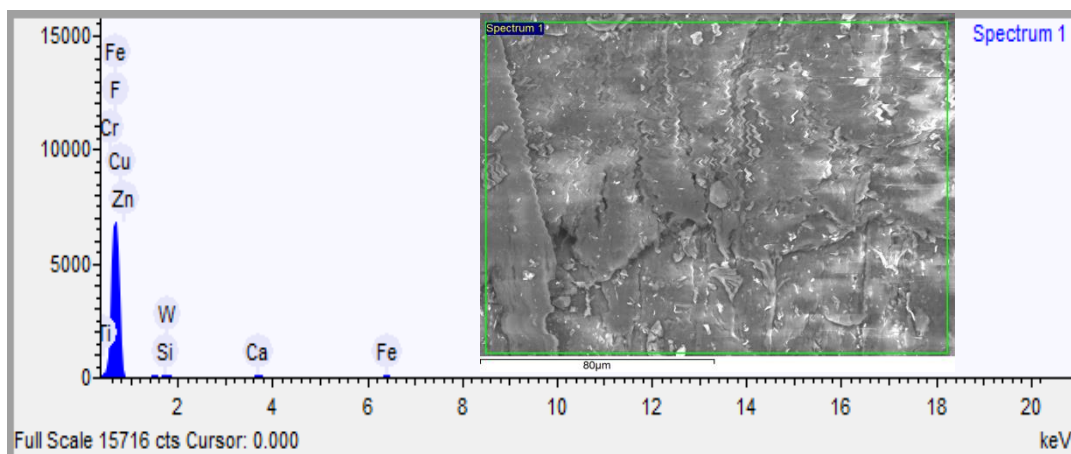 15000
10000
5000
0
Fe
F
Cr
Cu
Zn
Ti
W
Si
Ca
Fe
Spectrum 1
80µm
Spectrum 1
2 4 6 8 10 12 14 16 18 20
Full Scale 15716 cts Cursor: 0.000 keV